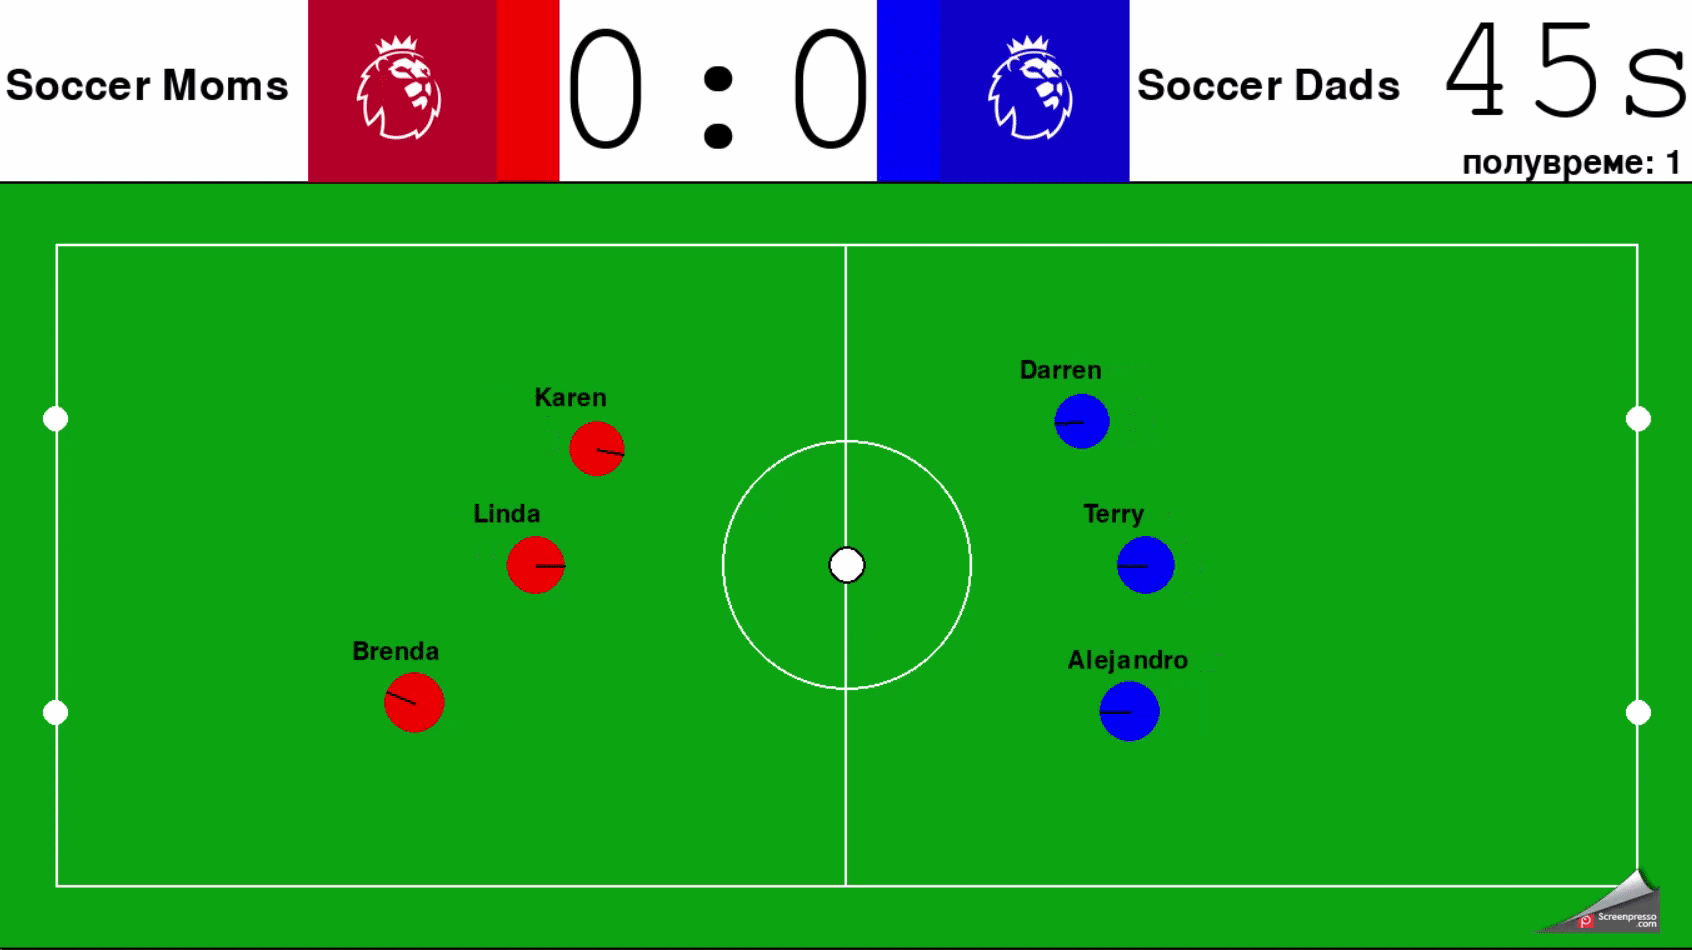 Soccer Moms
0 : 0
Soccer Dads
45s
полувреме: 1
Darren
Karen
Linda
Terry
Brenda
Alejandro
Screenpresso
.com